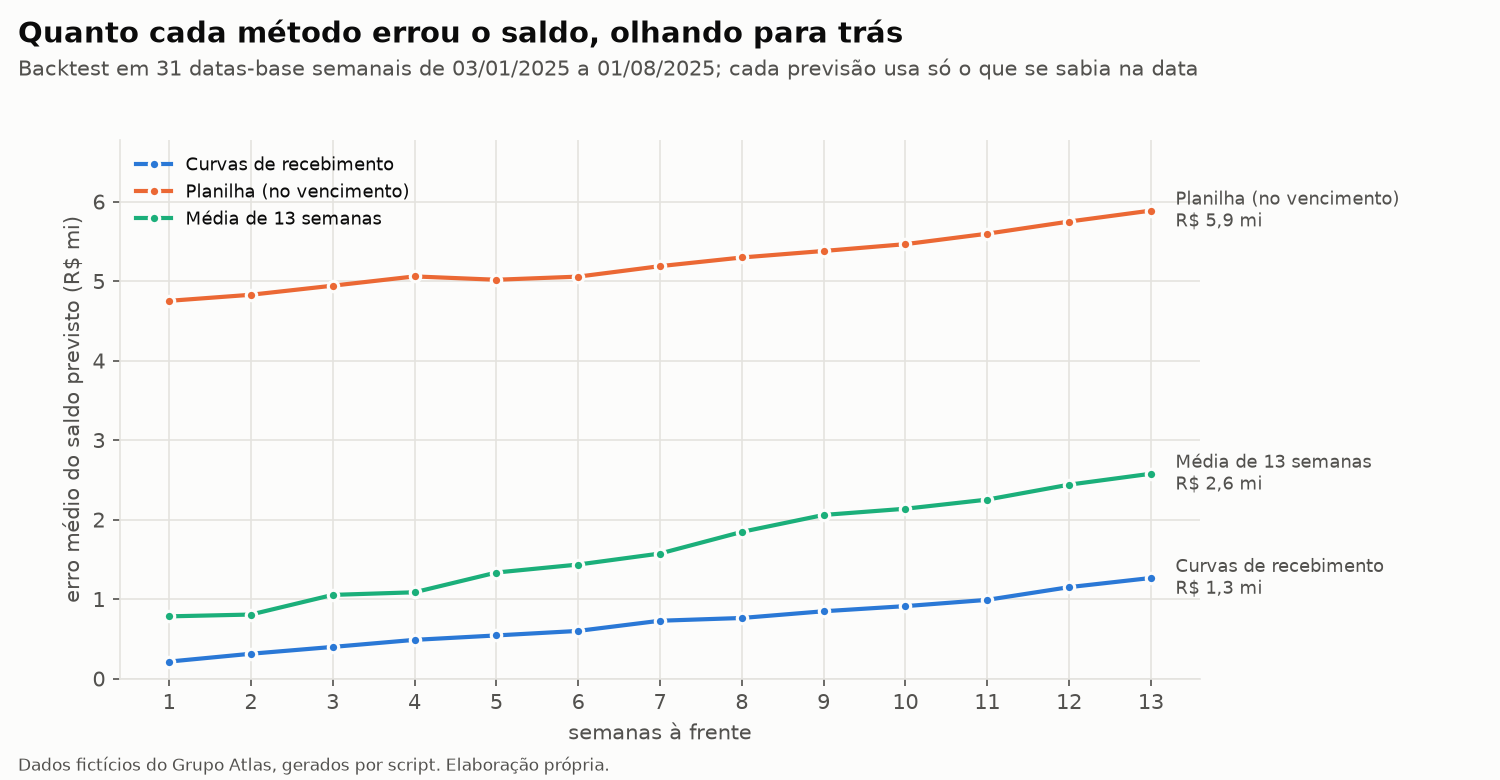 Quanto cada método errou o saldo, olhando para trás
Backtest em 31 datas-base semanais de 03/01/2025 a 01/08/2025; cada previsão usa só o que se sabia na data
Curvas de recebimento
Planilha (no vencimento)
Média de 13 semanas
erro médio do saldo previsto (R$ mi)
6
5
4
3
2
1
0
Planilha (no vencimento)
R$ 5,9 mi
Média de 13 semanas
R$ 2,6 mi
Curvas de recebimento
R$ 1,3 mi
1 2 3 4 5 6 7 8 9 10 11 12 13
semanas à frente
Dados fictícios do Grupo Atlas, gerados por script. Elaboração própria.